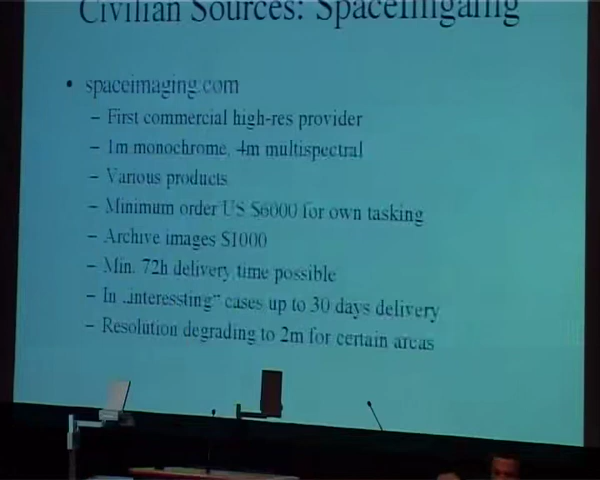 Civilian Sources: SpaceImgaing
• spaceimaging.com
– First commercial high-res provider
– 1m monochrome, 4m multispectral
– Various products
– Minimum order US $6000 for own tasking
– Archive images $1000
– Min. 72h delivery time possible
– In „interessting“ cases up to 30 days delivery
– Resolution degrading to 2m for certain areas